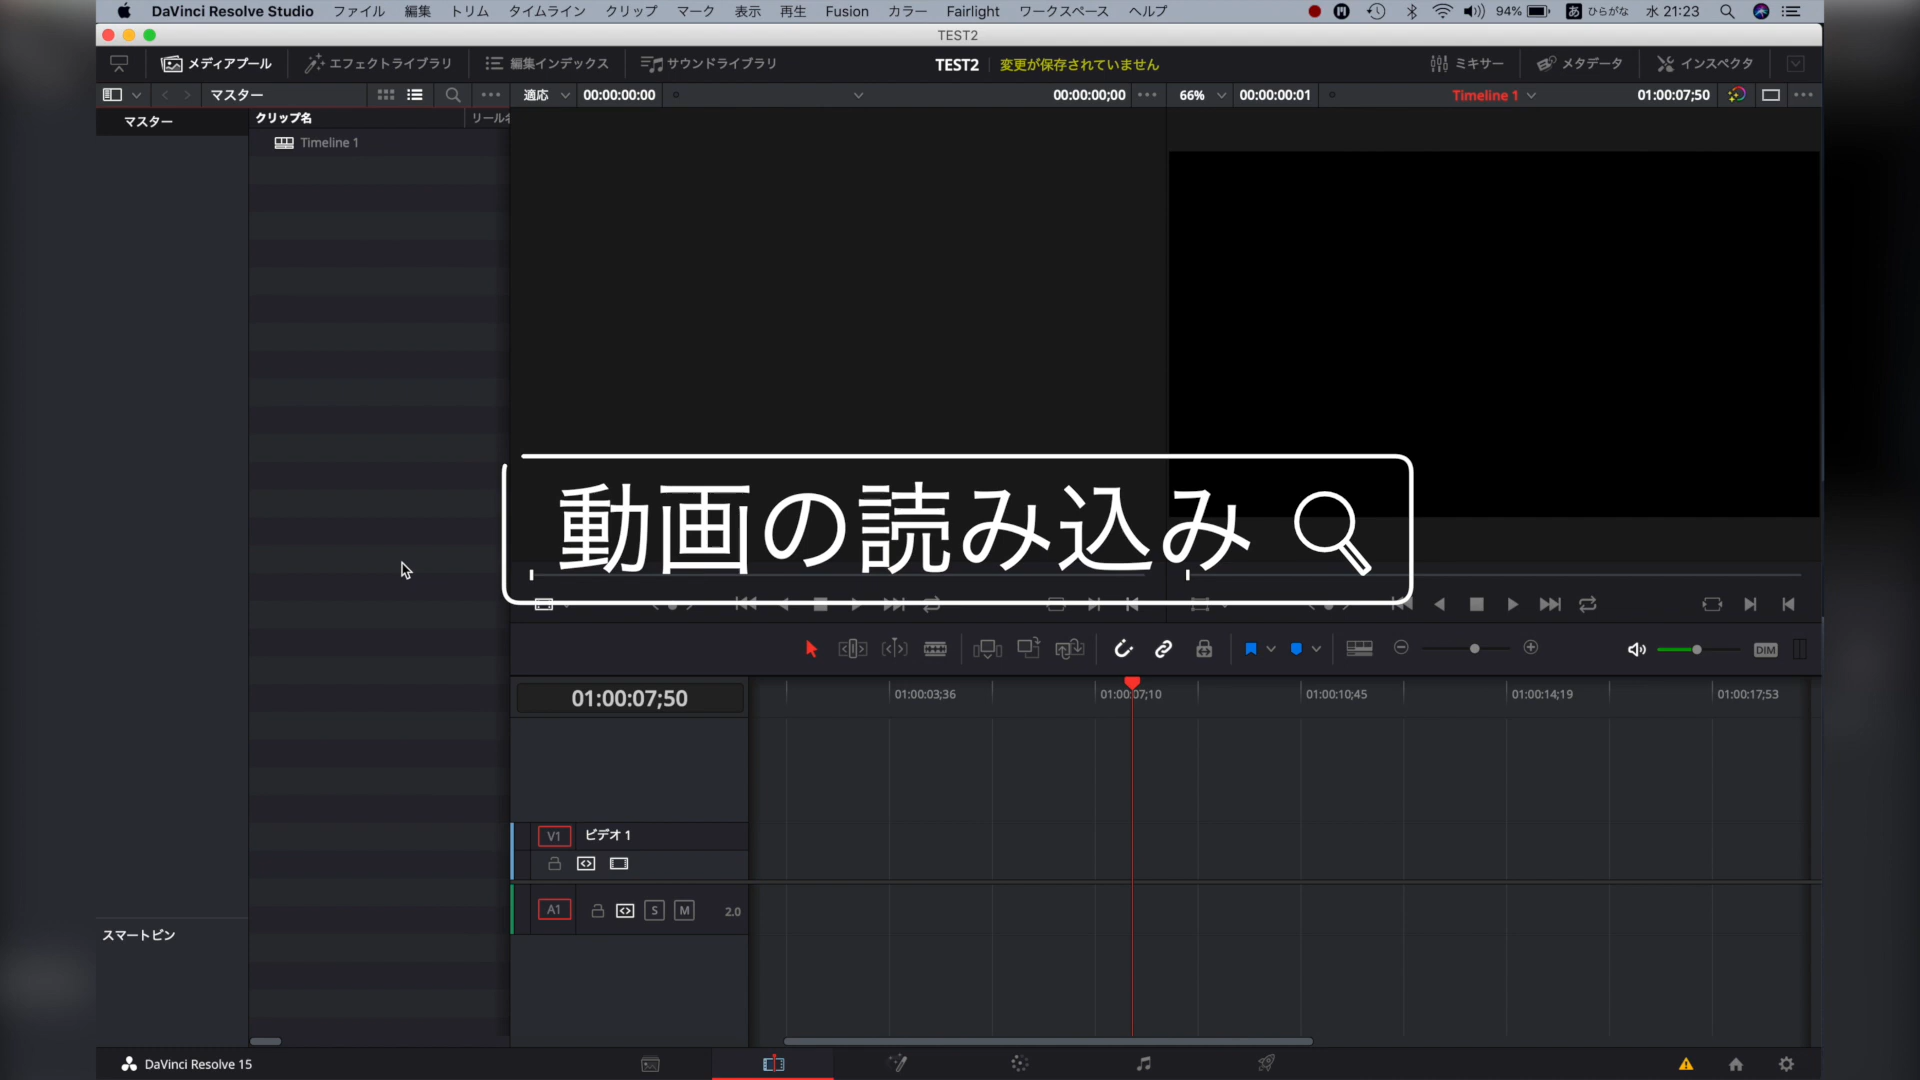 DaVinci Resolve Studio ファイル 編集 トリム タイムライン クリップ マーク 表示 再生 Fusion カラー Fairlight ワークスペース ヘルプ 94% あ ひらがな 水 21:23
TEST2
メディアプール エフェクトライブラリ 編集インデックス サウンドライブラリ TEST2 変更が保存されていません ミキサー メタデータ インスペクタ
マスター 適応 00:00:00:00 00:00:00;00 66% 00:00:00:01 Timeline 1 01:00:07;50
マスター
クリップ名 リール
Timeline 1
動画の読み込み
DIM
01:00:07;50
01:00:03;36 01:00:07;10 01:00:10;45 01:00:14;19 01:00:17;53
V1 ビデオ 1
A1 S M 2.0
スマートビン
DaVinci Resolve 15